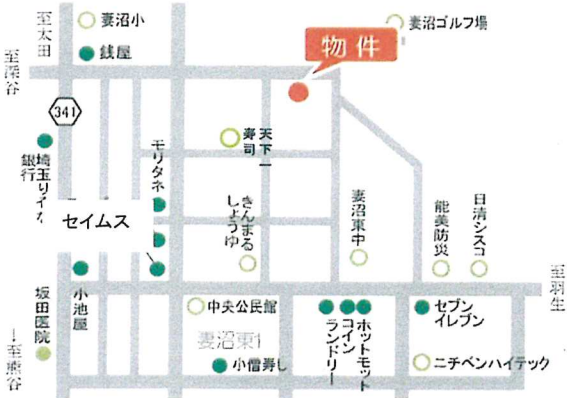 至太田
妻沼小
銭屋
妻沼ゴルフ場
物件
至深谷
341
天下一
寿司
モリタネ
埼玉りそな
銀行
セイムス
きんまる
しょうゆ
妻沼東中
能美防災
日清シスコ
至羽生
小池屋
坂田医院
中央公民館
ホットモット
コイン
ランドリー
セブン
イレブン
妻沼東1
小僧寿し
ニチベンハイテック
↓至熊谷